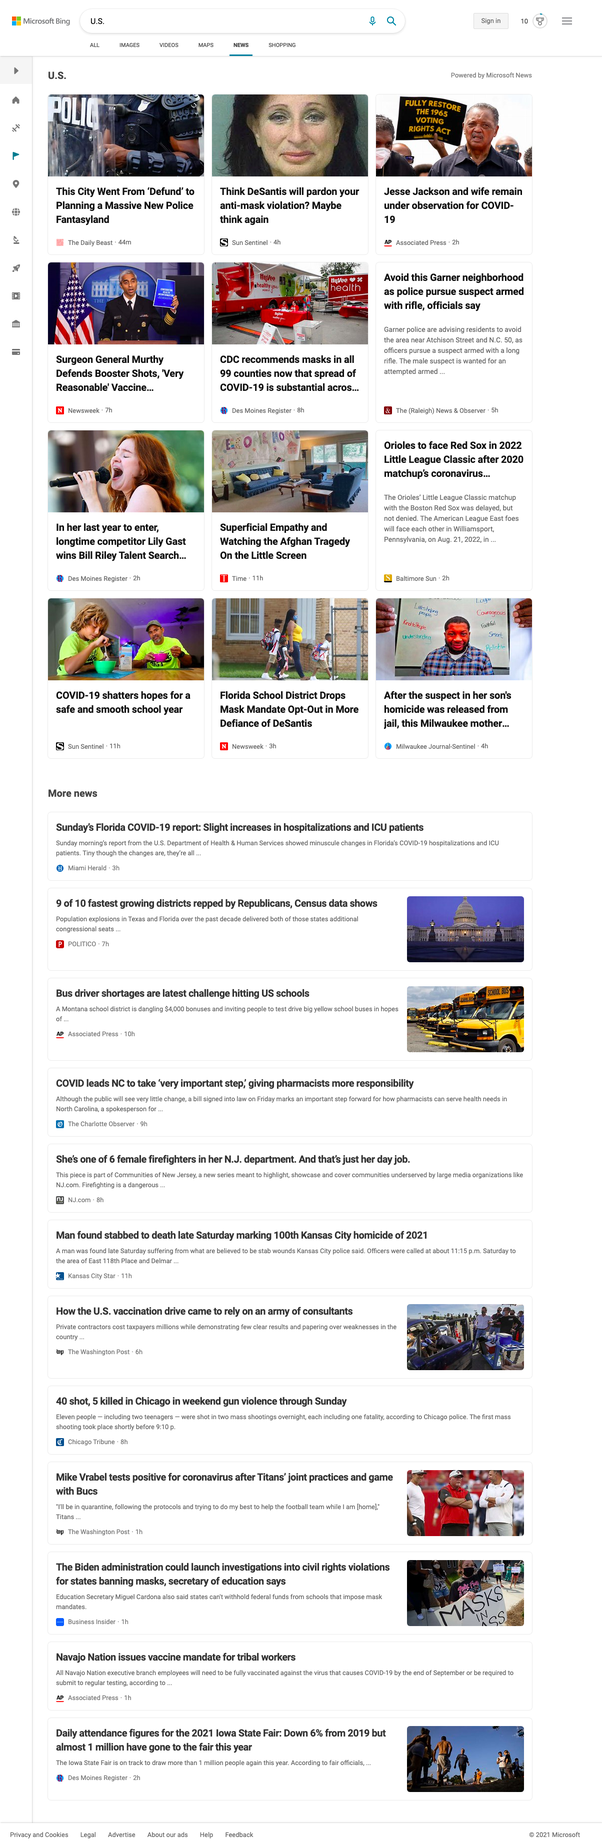 Microsoft Bing
U.S.
Sign in
10
ALL
IMAGES
VIDEOS
MAPS
NEWS
SHOPPING
U.S.
Powered by Microsoft News
POLIC
This City Went From ‘Defund’ to
Planning a Massive New Police
Fantasyland
The Daily Beast · 44m
Think DeSantis will pardon your
anti-mask violation? Maybe
think again
Sun Sentinel · 4h
FULLY RESTORE
THE 1965
VOTING
RIGHTS ACT
Jesse Jackson and wife remain
under observation for COVID-
19
AP Associated Press · 2h
Surgeon General Murthy
Defends Booster Shots, 'Very
Reasonable' Vaccine...
N Newsweek · 7h
HyVee
health
CDC recommends masks in all
99 counties now that spread of
COVID-19 is substantial acros...
Des Moines Register · 8h
Avoid this Garner neighborhood
as police pursue suspect armed
with rifle, officials say
Garner police are advising residents to avoid
the area near Atchison Street and N.C. 50, as
officers pursue a suspect armed with a long
rifle. The male suspect is wanted for an
attempted armed ...
The (Raleigh) News & Observer · 5h
In her last year to enter,
longtime competitor Lily Gast
wins Bill Riley Talent Search...
Des Moines Register · 2h
Superficial Empathy and
Watching the Afghan Tragedy
On the Little Screen
T Time · 11h
Orioles to face Red Sox in 2022
Little League Classic after 2020
matchup’s coronavirus...
The Orioles’ Little League Classic matchup
with the Boston Red Sox was delayed, but
not denied. The American League East foes
will face each other in Williamsport,
Pennsylvania, on Aug. 21, 2022, in ...
Baltimore Sun · 2h
COVID-19 shatters hopes for a
safe and smooth school year
Sun Sentinel · 11h
Florida School District Drops
Mask Mandate Opt-Out in More
Defiance of DeSantis
N Newsweek · 3h
Courageous
After the suspect in her son's
homicide was released from
jail, this Milwaukee mother...
Milwaukee Journal-Sentinel · 4h
More news
Sunday’s Florida COVID-19 report: Slight increases in hospitalizations and ICU patients
Sunday morning’s report from the U.S. Department of Health & Human Services showed minuscule changes in Florida’s COVID-19 hospitalizations and ICU
patients. Tiny though the changes are, they’re all ...
Miami Herald · 3h
9 of 10 fastest growing districts repped by Republicans, Census data shows
Population explosions in Texas and Florida over the past decade delivered both of those states additional
congressional seats ...
P POLITICO · 7h
Bus driver shortages are latest challenge hitting US schools
A Montana school district is dangling $4,000 bonuses and inviting people to test drive big yellow school buses in hopes
of ...
AP Associated Press · 10h
SCHOOL BUS
COVID leads NC to take ‘very important step,’ giving pharmacists more responsibility
Although the public will see very little change, a bill signed into law on Friday marks an important step forward for how pharmacists can serve health needs in
North Carolina, a spokesperson for ...
The Charlotte Observer · 9h
She’s one of 6 female firefighters in her N.J. department. And that’s just her day job.
This piece is part of Communities of New Jersey, a new series meant to highlight, showcase and cover communities underserved by large media organizations like
NJ.com. Firefighting is a dangerous ...
NJ.com · 8h
Man found stabbed to death late Saturday marking 100th Kansas City homicide of 2021
A man was found late Saturday suffering from what are believed to be stab wounds Kansas City police said. Officers were called at about 11:15 p.m. Saturday to
the area of East 118th Place and Delmar ...
Kansas City Star · 11h
How the U.S. vaccination drive came to rely on an army of consultants
Private contractors cost taxpayers millions while demonstrating few clear results and papering over weaknesses in the
country ...
wp The Washington Post · 6h
40 shot, 5 killed in Chicago in weekend gun violence through Sunday
Eleven people — including two teenagers — were shot in two mass shootings overnight, each including one fatality, according to Chicago police. The first mass
shooting took place shortly before 9:10 p.
Chicago Tribune · 8h
Mike Vrabel tests positive for coronavirus after Titans’ joint practices and game
with Bucs
“I’ll be in quarantine, following the protocols and trying to do my best to help the football team while I am [home],”
Titans ...
wp The Washington Post · 1h
The Biden administration could launch investigations into civil rights violations
for states banning masks, secretary of education says
Education Secretary Miguel Cardona also said states can't withhold federal funds from schools that impose mask
mandates.
Business Insider · 1h
MASKS
IN
Navajo Nation issues vaccine mandate for tribal workers
All Navajo Nation executive branch employees will need to be fully vaccinated against the virus that causes COVID-19 by the end of September or be required to
submit to regular testing, according to ...
AP Associated Press · 1h
Daily attendance figures for the 2021 Iowa State Fair: Down 6% from 2019 but
almost 1 million have gone to the fair this year
The Iowa State Fair is on track to draw more than 1 million people again this year. According to fair officials, ...
Des Moines Register · 2h
Privacy and Cookies
Legal
Advertise
About our ads
Help
Feedback
© 2021 Microsoft